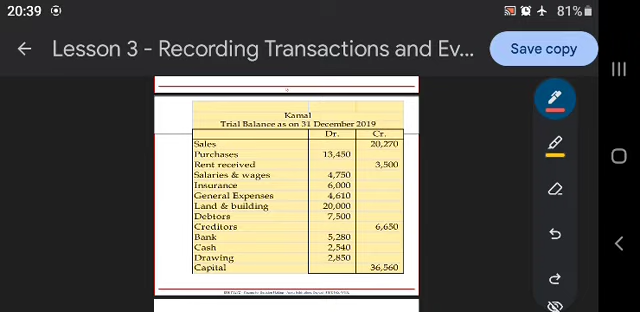 20:39 81%
Lesson 3 - Recording Transactions and Ev... Save copy
Kamal
Trial Balance as on 31 December 2019
Dr. Cr.
Sales 20,270
Purchases 13,450
Rent received 3,500
Salaries & wages 4,750
Insurance 6,000
General Expenses 4,610
Land & building 20,000
Debtors 7,500
Creditors 6,650
Bank 5,280
Cash 2,540
Drawing 2,850
Capital 36,560